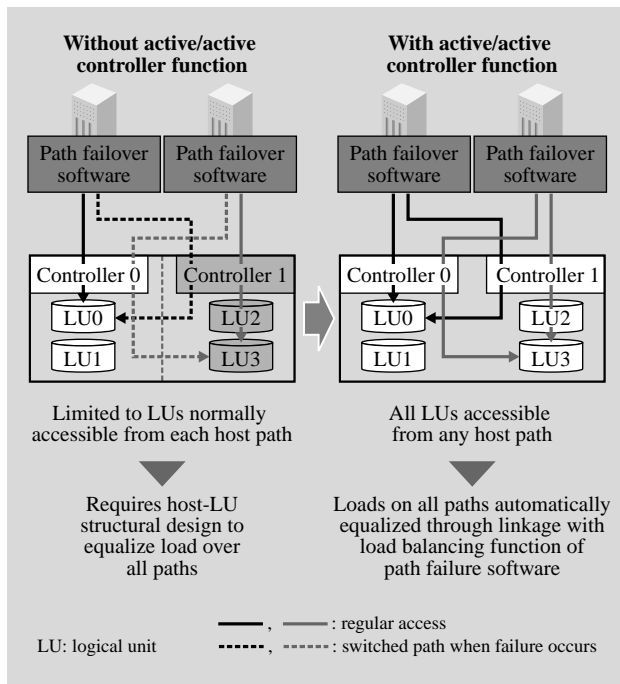 Without active/active
controller function
Path failover
software
Path failover
software
Controller 0
Controller 1
LU0
LU2
LU1
LU3
Limited to LUs normally
accessible from each host path
Requires host-LU
structural design to
equalize load over
all paths
With active/active
controller function
Path failover
software
Path failover
software
Controller 0
Controller 1
LU0
LU2
LU1
LU3
All LUs accessible
from any host path
Loads on all paths automatically
equalized through linkage with
load balancing function of
path failure software
LU: logical unit
, : regular access
, : switched path when failure occurs